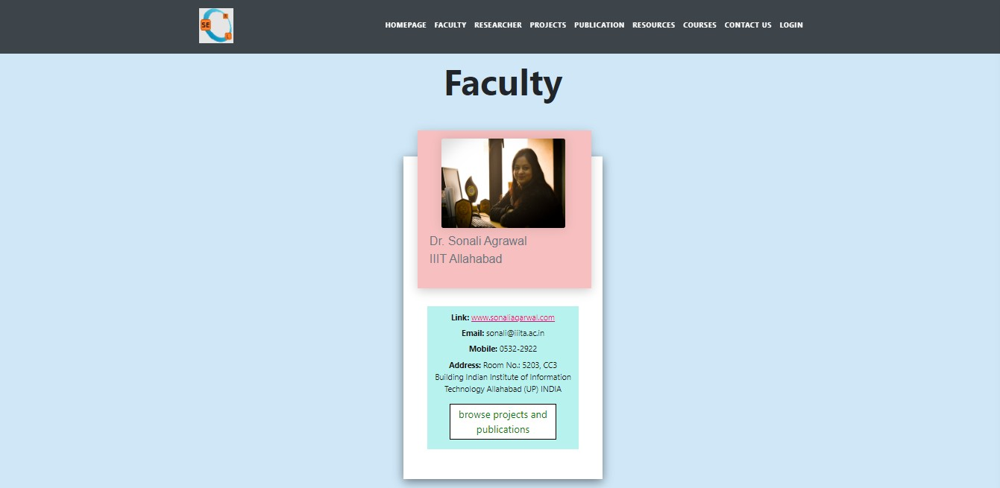 SE
R
L
HOMEPAGE FACULTY RESEARCHER PROJECTS PUBLICATION RESOURCES COURSES CONTACT US LOGIN
Faculty
Dr. Sonali Agrawal
IIIT Allahabad
Link: www.sonaliagarwal.com
Email: sonali@iiita.ac.in
Mobile: 0532-2922
Address: Room No.: 5203, CC3
Building Indian Institute of Information
Technology Allahabad (UP) INDIA
browse projects and
publications